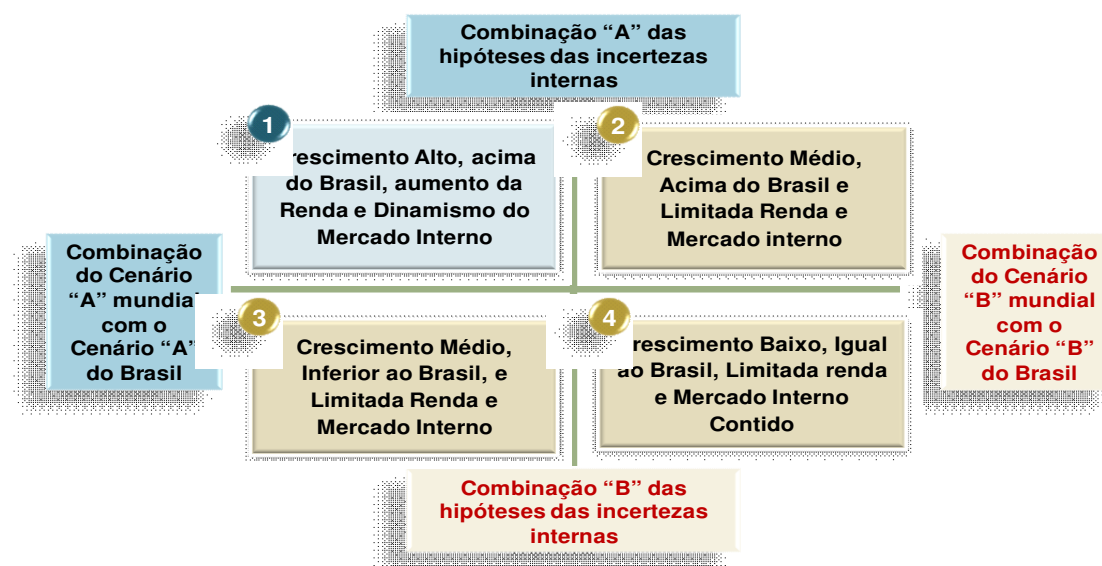 Combinação “A” das
hipóteses das incertezas
internas
1
rescimento Alto, acima
do Brasil, aumento da
Renda e Dinamismo do
Mercado Interno
2
Crescimento Médio,
Acima do Brasil e
Limitada Renda e
Mercado interno
Combinação
do Cenário
“A” mundial
com o
Cenário “A”
do Brasil
Combinação
do Cenário
“B” mundial
com o
Cenário “B”
do Brasil
3
Crescimento Médio,
Inferior ao Brasil, e
Limitada Renda e
Mercado Interno
4
rescimento Baixo, Igual
ao Brasil, Limitada renda
e Mercado Interno
Contido
Combinação “B” das
hipóteses das incertezas
internas